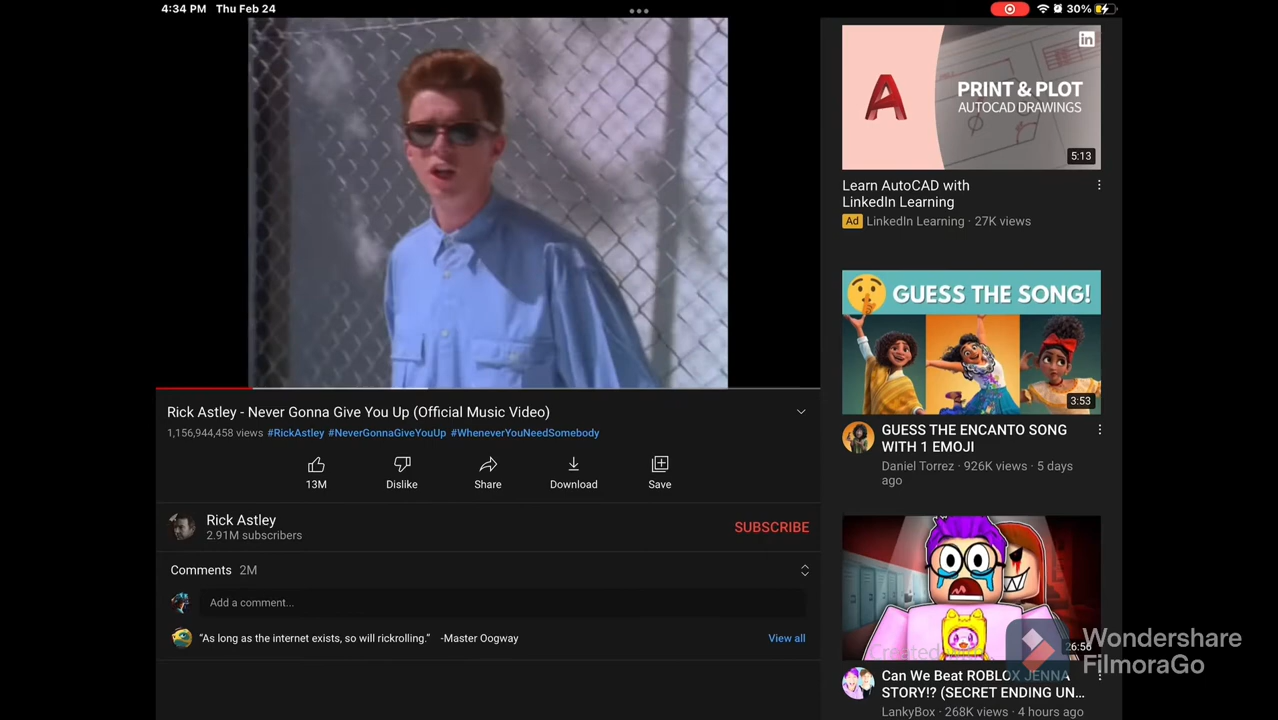 4:34 PM Thu Feb 24
30%
in
A
PRINT & PLOT
AUTOCAD DRAWINGS
5:13
Learn AutoCAD with
LinkedIn Learning
Ad LinkedIn Learning · 27K views
GUESS THE SONG!
3:53
GUESS THE ENCANTO SONG
WITH 1 EMOJI
Daniel Torrez · 926K views · 5 days
ago
26:56
Can We Beat ROBLOX JENNA
STORY!? (SECRET ENDING UN...
LankyBox · 268K views · 4 hours ago
Rick Astley - Never Gonna Give You Up (Official Music Video)
1,156,944,458 views #RickAstley #NeverGonnaGiveYouUp #WheneverYouNeedSomebody
13M
Dislike
Share
Download
Save
Rick Astley
2.91M subscribers
SUBSCRIBE
Comments 2M
Add a comment...
“As long as the internet exists, so will rickrolling.” -Master Oogway
View all
Created with
Wondershare
FilmoraGo